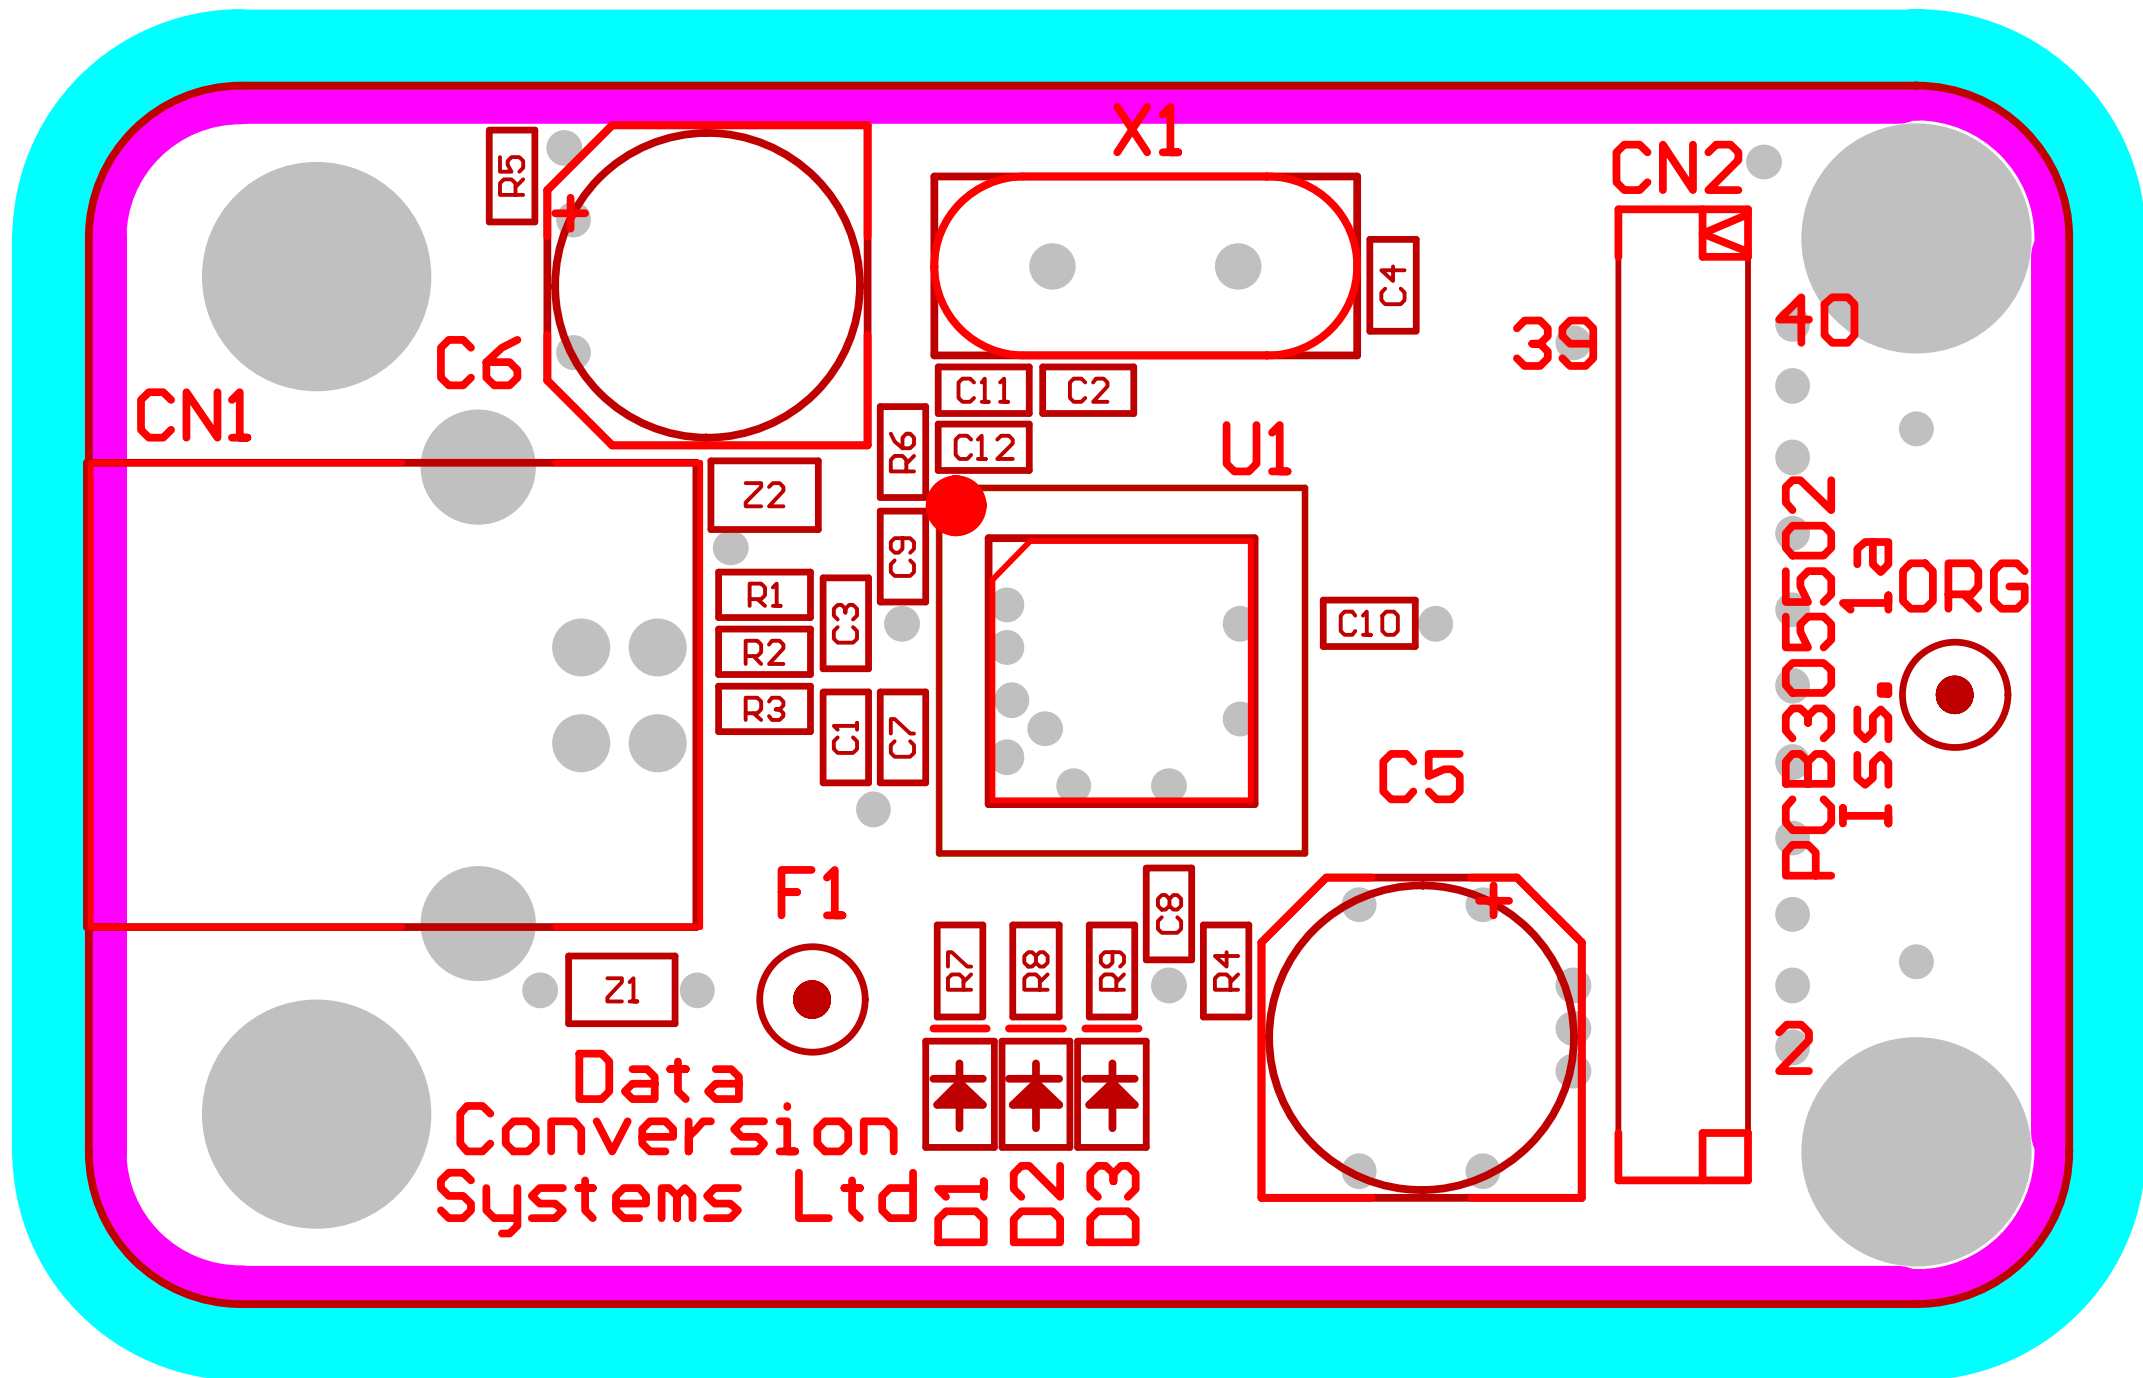 X1
CN2
R5
+
C4
40
39
C6
C11
C2
CN1
R6
C12
U1
Z2
C9
PCB305502
Iss. 1a
ORG
R1
C3
C10
R2
R3
C1
C7
C5
F1
C8
+
R7
R8
R9
R4
Z1
2
Data
Conversion
Systems Ltd
D1
D2
D3